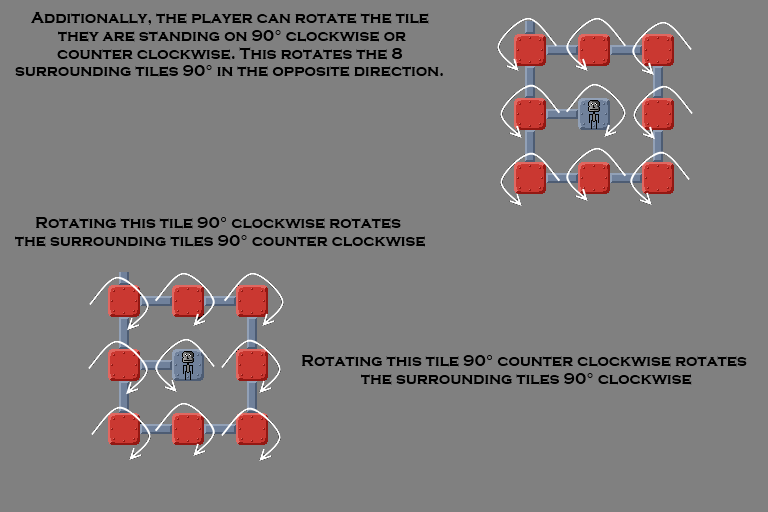 ADDITIONALLY, THE PLAYER CAN ROTATE THE TILE
THEY ARE STANDING ON 90° CLOCKWISE OR
COUNTER CLOCKWISE. THIS ROTATES THE 8
SURROUNDING TILES 90° IN THE OPPOSITE DIRECTION.
ROTATING THIS TILE 90° CLOCKWISE ROTATES
THE SURROUNDING TILES 90° COUNTER CLOCKWISE
ROTATING THIS TILE 90° COUNTER CLOCKWISE ROTATES
THE SURROUNDING TILES 90° CLOCKWISE